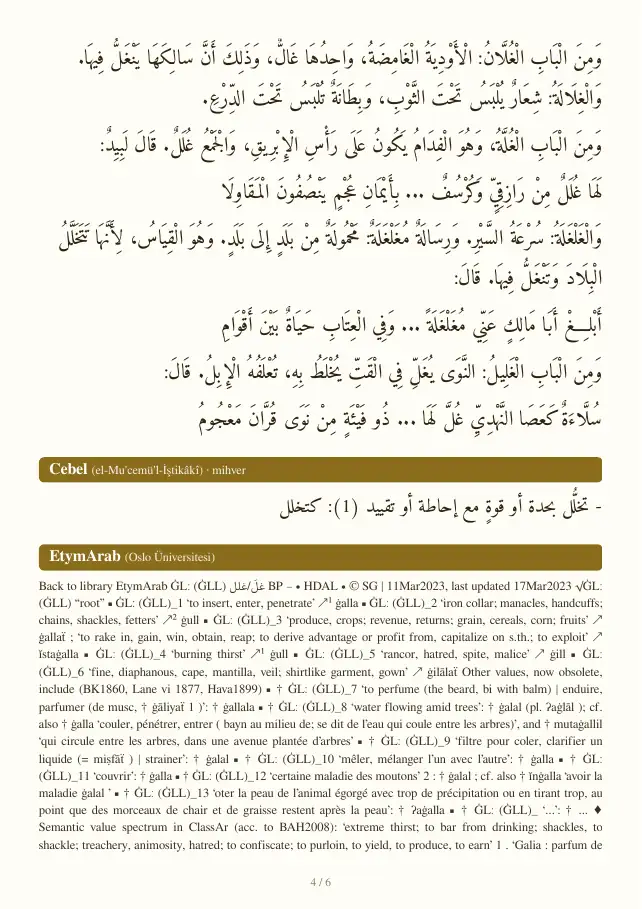 وَمِنَ الْبَابِ الْغُلَّانُ: الْأَوْدِيَةُ الْغَامِضَةُ، وَاحِدُهَا غَالٌّ، وَذَلِكَ أَنَّ سَالِكَهَا يَنْغَلُّ فِيهَا.
وَالْغِلَالَةُ: شِعَارٌ يُلْبَسُ تَحْتَ الثَّوْبِ، وَبِطَانَةٌ تُلْبَسُ تَحْتَ الدِّرْعِ.
وَمِنَ الْبَابِ الْغُلَّةُ، وَهُوَ الْفِدَامُ يَكُونُ عَلَى رَأْسِ الْإِبْرِيقِ، وَالْجَمْعُ غُلَلٌ. قَالَ لَبِيدٌ:
لَهَا غُلَلٌ مِنْ رَازِقِيٍّ وَكُرْسُفٌ ... بِأَيْمَانِ عُجْمٍ يَنْصُفُونَ الْمَقَاوِلَا
وَالْغَلْغَلَةُ: سُرْعَةُ السَّيْرِ. وَرِسَالَةٌ مُغَلْغَلَةٌ: مَحْمُولَةٌ مِنْ بَلَدٍ إِلَى بَلَدٍ. وَهُوَ الْقِيَاسُ، لِأَنَّهَا تَتَخَلَّلُ
الْبِلَادَ وَتَنْغَلُّ فِيهَا. قَالَ:
أَبْلِغْ أَبَا مَالِكٍ عَنِّي مُغَلْغَلَةً ... وَفِي الْعِتَابِ حَيَاةٌ بَيْنَ أَقْوَامِ
وَمِنَ الْبَابِ الْغَلِيلُ: النَّوَى يُغَلِّ فِي الْقَتِّ يُخْلَطُ بِهِ، تُعْلَفُهُ الْإِبِلُ. قَالَ:
سُلَّاءَةٌ كَعَصَا النَّهْدِيِّ غُلَّ لَهَا ... ذُو فَيْئَةٍ مِنْ نَوَى قُرَّانَ مَعْجُومُ
Cebel (el-Mu'cemü'l-İştikâkî) · mihver
- تخلُّل بحدة أو قوةٍ مع إحاطة أو تقييد (1): كتخلل
EtymArab (Oslo Üniversitesi)
Back to library EtymArab ĠL: (ĠLL) غلّ/غلل BP – • HDAL • © SG | 11Mar2023, last updated 17Mar2023 √ĠL:
(ĠLL) “root” ▪ ĠL: (ĠLL)_1 ‘to insert, enter, penetrate’ ↗¹ ġalla ▪ ĠL: (ĠLL)_2 ‘iron collar; manacles, handcuffs;
chains, shackles, fetters’ ↗² ġull ▪ ĠL: (ĠLL)_3 ‘produce, crops; revenue, returns; grain, cereals, corn; fruits’ ↗
ġallaẗ ; ‘to rake in, gain, win, obtain, reap; to derive advantage or profit from, capitalize on s.th.; to exploit’ ↗
ĭstaġalla ▪ ĠL: (ĠLL)_4 ‘burning thirst’ ↗¹ ġull ▪ ĠL: (ĠLL)_5 ‘rancor, hatred, spite, malice’ ↗ ġill ▪ ĠL:
(ĠLL)_6 ‘fine, diaphanous, cape, mantilla, veil; shirtlike garment, gown’ ↗ ġilālaẗ Other values, now obsolete,
include (BK1860, Lane vi 1877, Hava1899) ▪ † ĠL: (ĠLL)_7 ‘to perfume (the beard, bi with balm) | enduire,
parfumer (de musc, † ġāliyaẗ 1 )’: † ġallala ▪ † ĠL: (ĠLL)_8 ‘water flowing amid trees’: † ġalal (pl. ʔaġlāl ); cf.
also † ġalla ‘couler, pénétrer, entrer ( bayn au milieu de; se dit de l’eau qui coule entre les arbres)’, and † mutaġallil
‘qui circule entre les arbres, dans une avenue plantée d’arbres’ ▪ † ĠL: (ĠLL)_9 ‘filtre pour coler, clarifier un
liquide (= miṣfāẗ ) | strainer’: † ġalal ▪ † ĠL: (ĠLL)_10 ‘mêler, mélanger l’un avec l’autre’: † ġalla ▪ † ĠL:
(ĠLL)_11 ‘couvrir’: † ġalla ▪ † ĠL: (ĠLL)_12 ‘certaine maladie des moutons’ 2 : † ġalal ; cf. also † ĭnġalla ‘avoir la
maladie ġalal ’ ▪ † ĠL: (ĠLL)_13 ‘oter la peau de l’animal égorgé avec trop de précipitation ou en tirant trop, au
point que des morceaux de chair et de graisse restent après la peau’: † ʔaġalla ▪ † ĠL: (ĠLL)_ ‘...’: † ... ♦
Semantic value spectrum in ClassAr (acc. to BAH2008): ‘extreme thirst; to bar from drinking; shackles, to
shackle; treachery, animosity, hatred; to confiscate; to purloin, to yield, to produce, to earn’ 1 . ‘Galia : parfum de
4 / 6